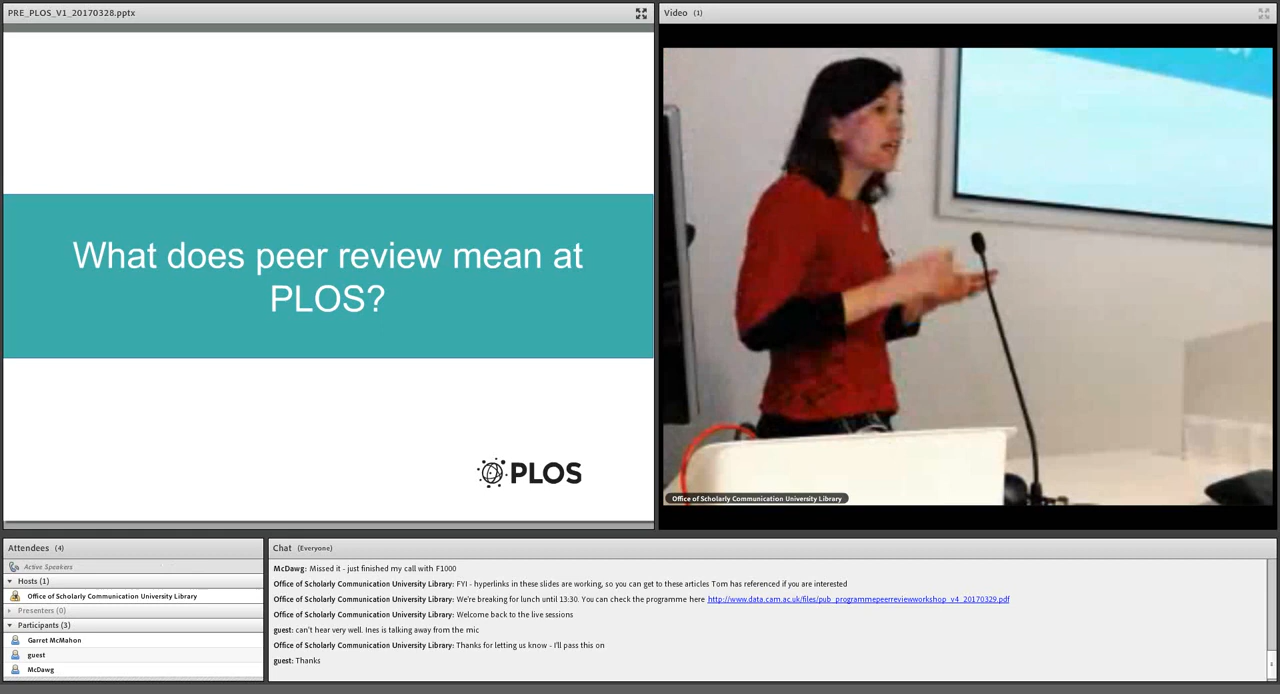 PRE_PLOS_V1_20170328.pptx
What does peer review mean at
PLOS?
PLOS
Video (1)
Office of Scholarly Communication University Library
Attendees (4)
Active Speakers
Hosts (1)
Office of Scholarly Communication University Library
Presenters (0)
Participants (3)
Garret McMahon
guest
McDawg
Chat (Everyone)
McDawg: Missed it - just finished my call with F1000
Office of Scholarly Communication University Library: FYI - hyperlinks in these slides are working, so you can get to these articles Tom has referenced if you are interested
Office of Scholarly Communication University Library: We're breaking for lunch until 13:30. You can check the programme here http://www.data.cam.ac.uk/files/pub_programmepeerreviewworkshop_v4_20170329.pdf
Office of Scholarly Communication University Library: Welcome back to the live sessions
guest: can't hear very well. Ines is talking away from the mic
Office of Scholarly Communication University Library: Thanks for letting us know - I'll pass this on
guest: Thanks